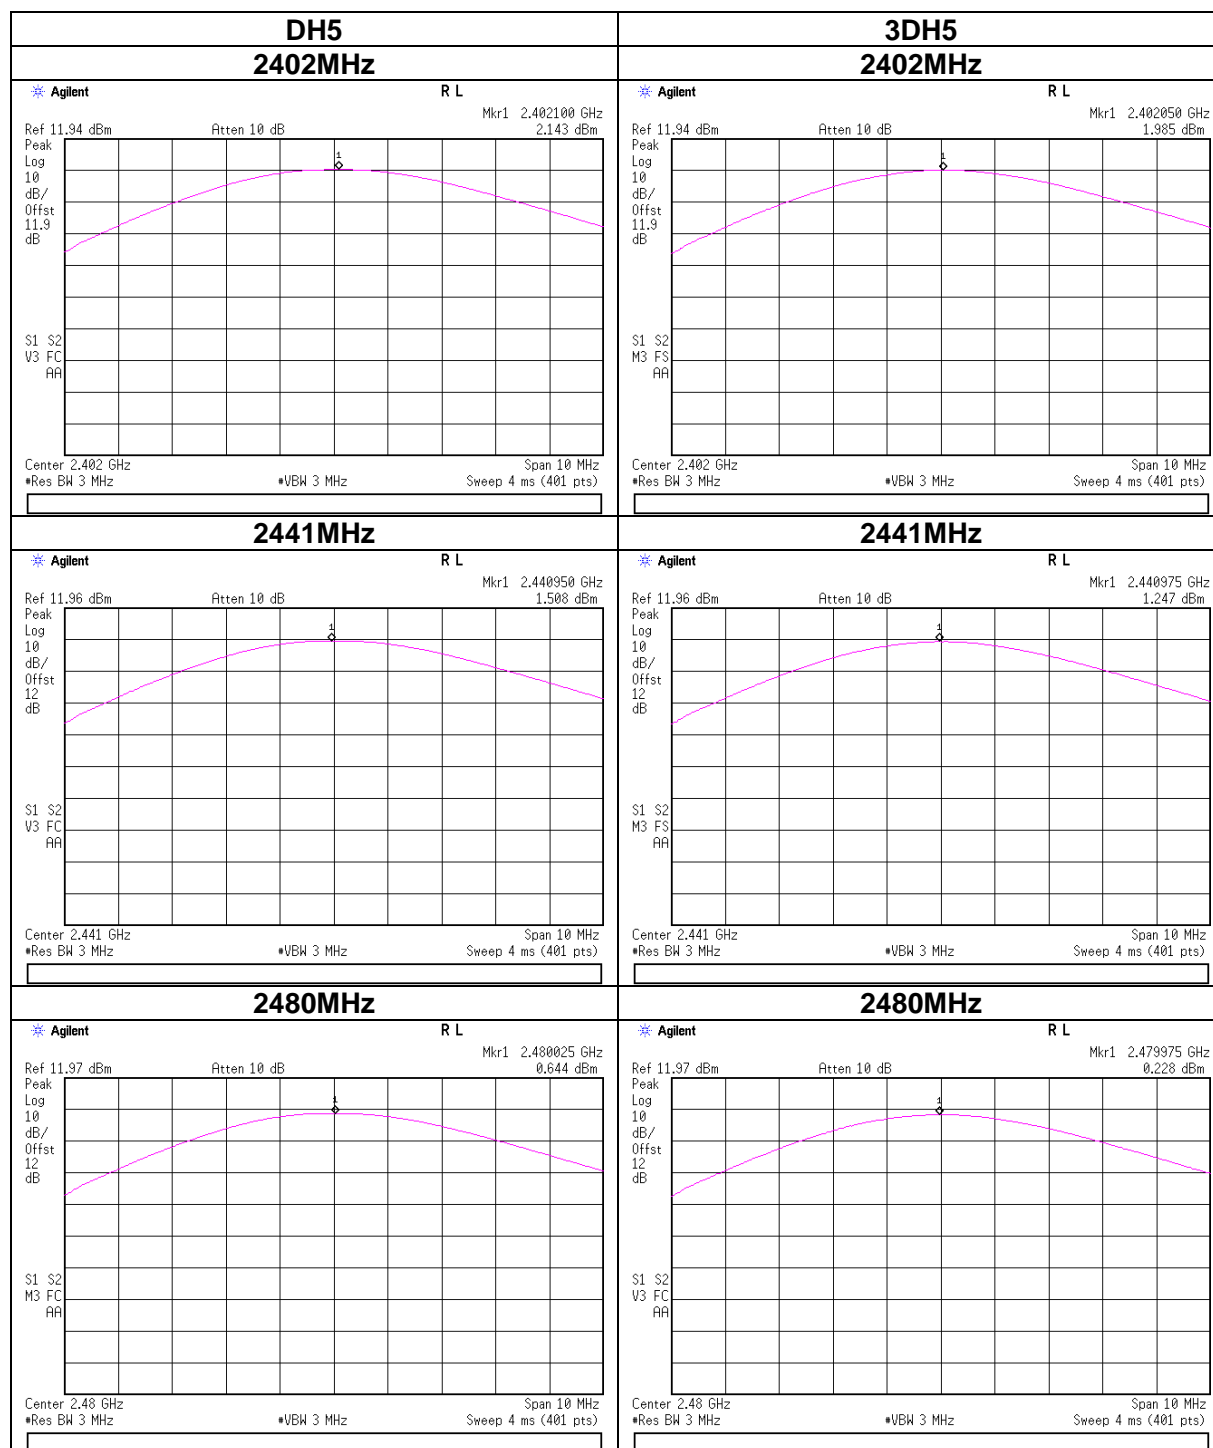 DH5
3DH5
2402MHz
2402MHz
Agilent R L
Mkr1 2.402100 GHz
Ref 11.94 dBm Atten 10 dB 2.143 dBm
Peak
Log
10
dB/
Offst
11.9
dB
1
S1 S2
V3 FC
AA
Center 2.402 GHz Span 10 MHz
#Res BW 3 MHz #VBW 3 MHz Sweep 4 ms (401 pts)
Agilent R L
Mkr1 2.402050 GHz
Ref 11.94 dBm Atten 10 dB 1.985 dBm
Peak
Log
10
dB/
Offst
11.9
dB
1
S1 S2
M3 FS
AA
Center 2.402 GHz Span 10 MHz
#Res BW 3 MHz #VBW 3 MHz Sweep 4 ms (401 pts)
2441MHz
2441MHz
Agilent R L
Mkr1 2.440950 GHz
Ref 11.96 dBm Atten 10 dB 1.508 dBm
Peak
Log
10
dB/
Offst
12
dB
1
S1 S2
V3 FC
AA
Center 2.441 GHz Span 10 MHz
#Res BW 3 MHz #VBW 3 MHz Sweep 4 ms (401 pts)
Agilent R L
Mkr1 2.440975 GHz
Ref 11.96 dBm Atten 10 dB 1.247 dBm
Peak
Log
10
dB/
Offst
12
dB
1
S1 S2
M3 FS
AA
Center 2.441 GHz Span 10 MHz
#Res BW 3 MHz #VBW 3 MHz Sweep 4 ms (401 pts)
2480MHz
2480MHz
Agilent R L
Mkr1 2.480025 GHz
Ref 11.97 dBm Atten 10 dB 0.644 dBm
Peak
Log
10
dB/
Offst
12
dB
1
S1 S2
M3 FC
AA
Center 2.48 GHz Span 10 MHz
#Res BW 3 MHz #VBW 3 MHz Sweep 4 ms (401 pts)
Agilent R L
Mkr1 2.479975 GHz
Ref 11.97 dBm Atten 10 dB 0.228 dBm
Peak
Log
10
dB/
Offst
12
dB
1
S1 S2
V3 FC
AA
Center 2.48 GHz Span 10 MHz
#Res BW 3 MHz #VBW 3 MHz Sweep 4 ms (401 pts)